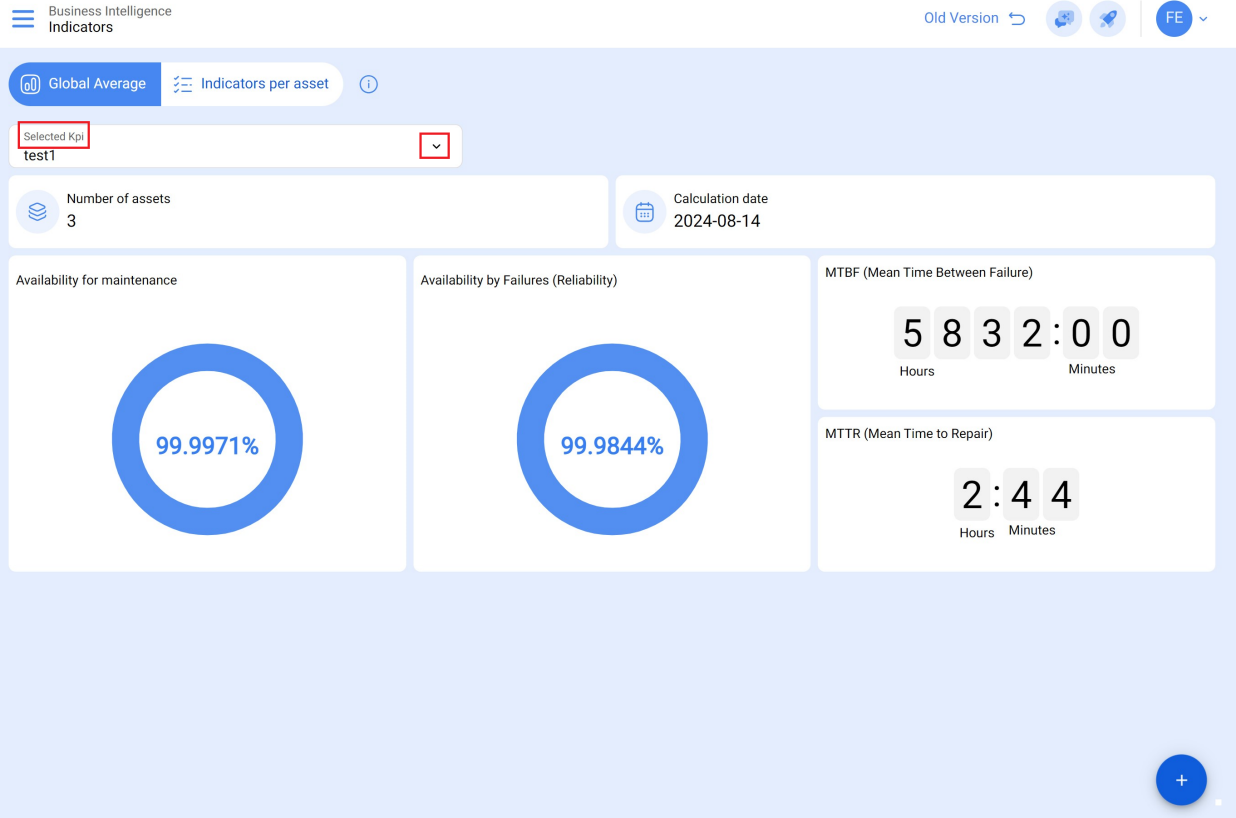 Business Intelligence
Indicators
Old Version
FE
Global Average
Indicators per asset
Selected Kpi
test1
Number of assets
3
Calculation date
2024-08-14
Availability for maintenance
99.9971%
Availability by Failures (Reliability)
99.9844%
MTBF (Mean Time Between Failure)
5832:00
Hours Minutes
MTTR (Mean Time to Repair)
2:44
Hours Minutes
+